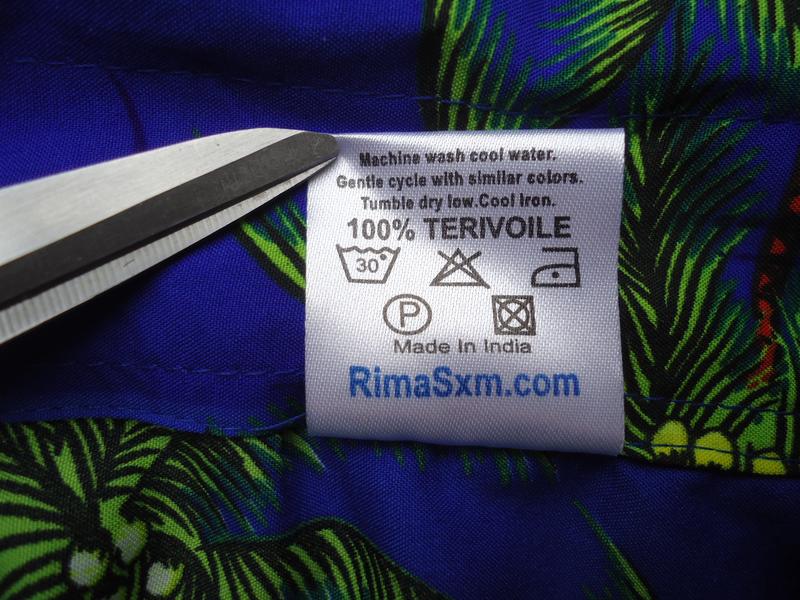 Machine wash cool water.
Gentle cycle with similar colors.
Tumble dry low.Cool Iron.
100% TERIVOILE
30°
P
Made In India
RimaSxm.com